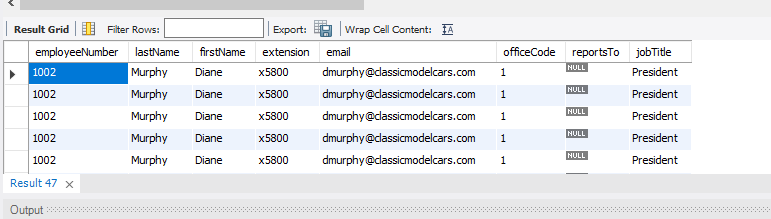 Result Grid Filter Rows: Export: Wrap Cell Content:
employeeNumber lastName firstName extension email officeCode reportsTo jobTitle
1002 Murphy Diane x5800 dmurphy@classicmodelcars.com 1 NULL President
1002 Murphy Diane x5800 dmurphy@classicmodelcars.com 1 NULL President
1002 Murphy Diane x5800 dmurphy@classicmodelcars.com 1 NULL President
1002 Murphy Diane x5800 dmurphy@classicmodelcars.com 1 NULL President
1002 Murphy Diane x5800 dmurphy@classicmodelcars.com 1 NULL President
Result 47
Output